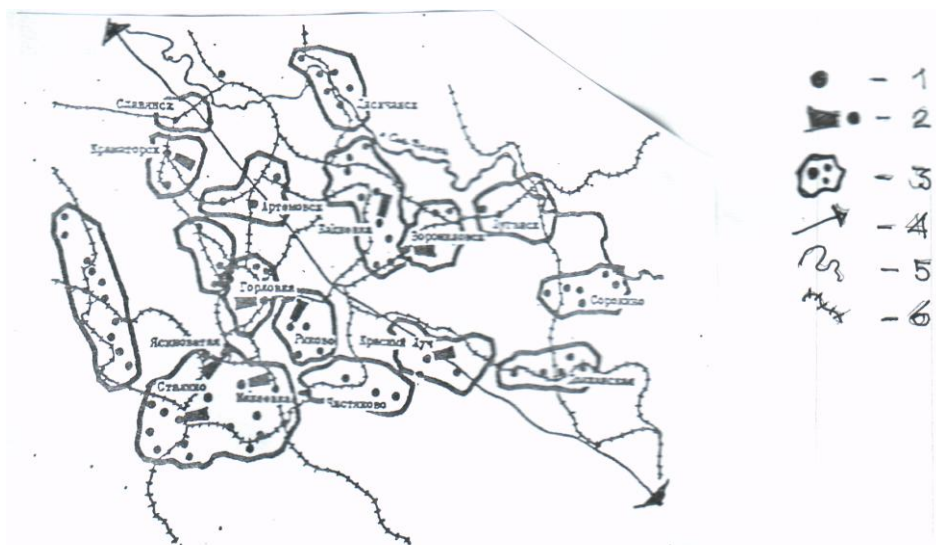 ● - 1
- 2
Славянск
Лисичанск
- 3
Краматорск
Артемовск
- 4
Ворошиловск
Луганск
- 5
Горловка
Сорокино
- 6
Ясиноватая
Рыково
Красный Луч
Сталино
Макеевка
Чистяково